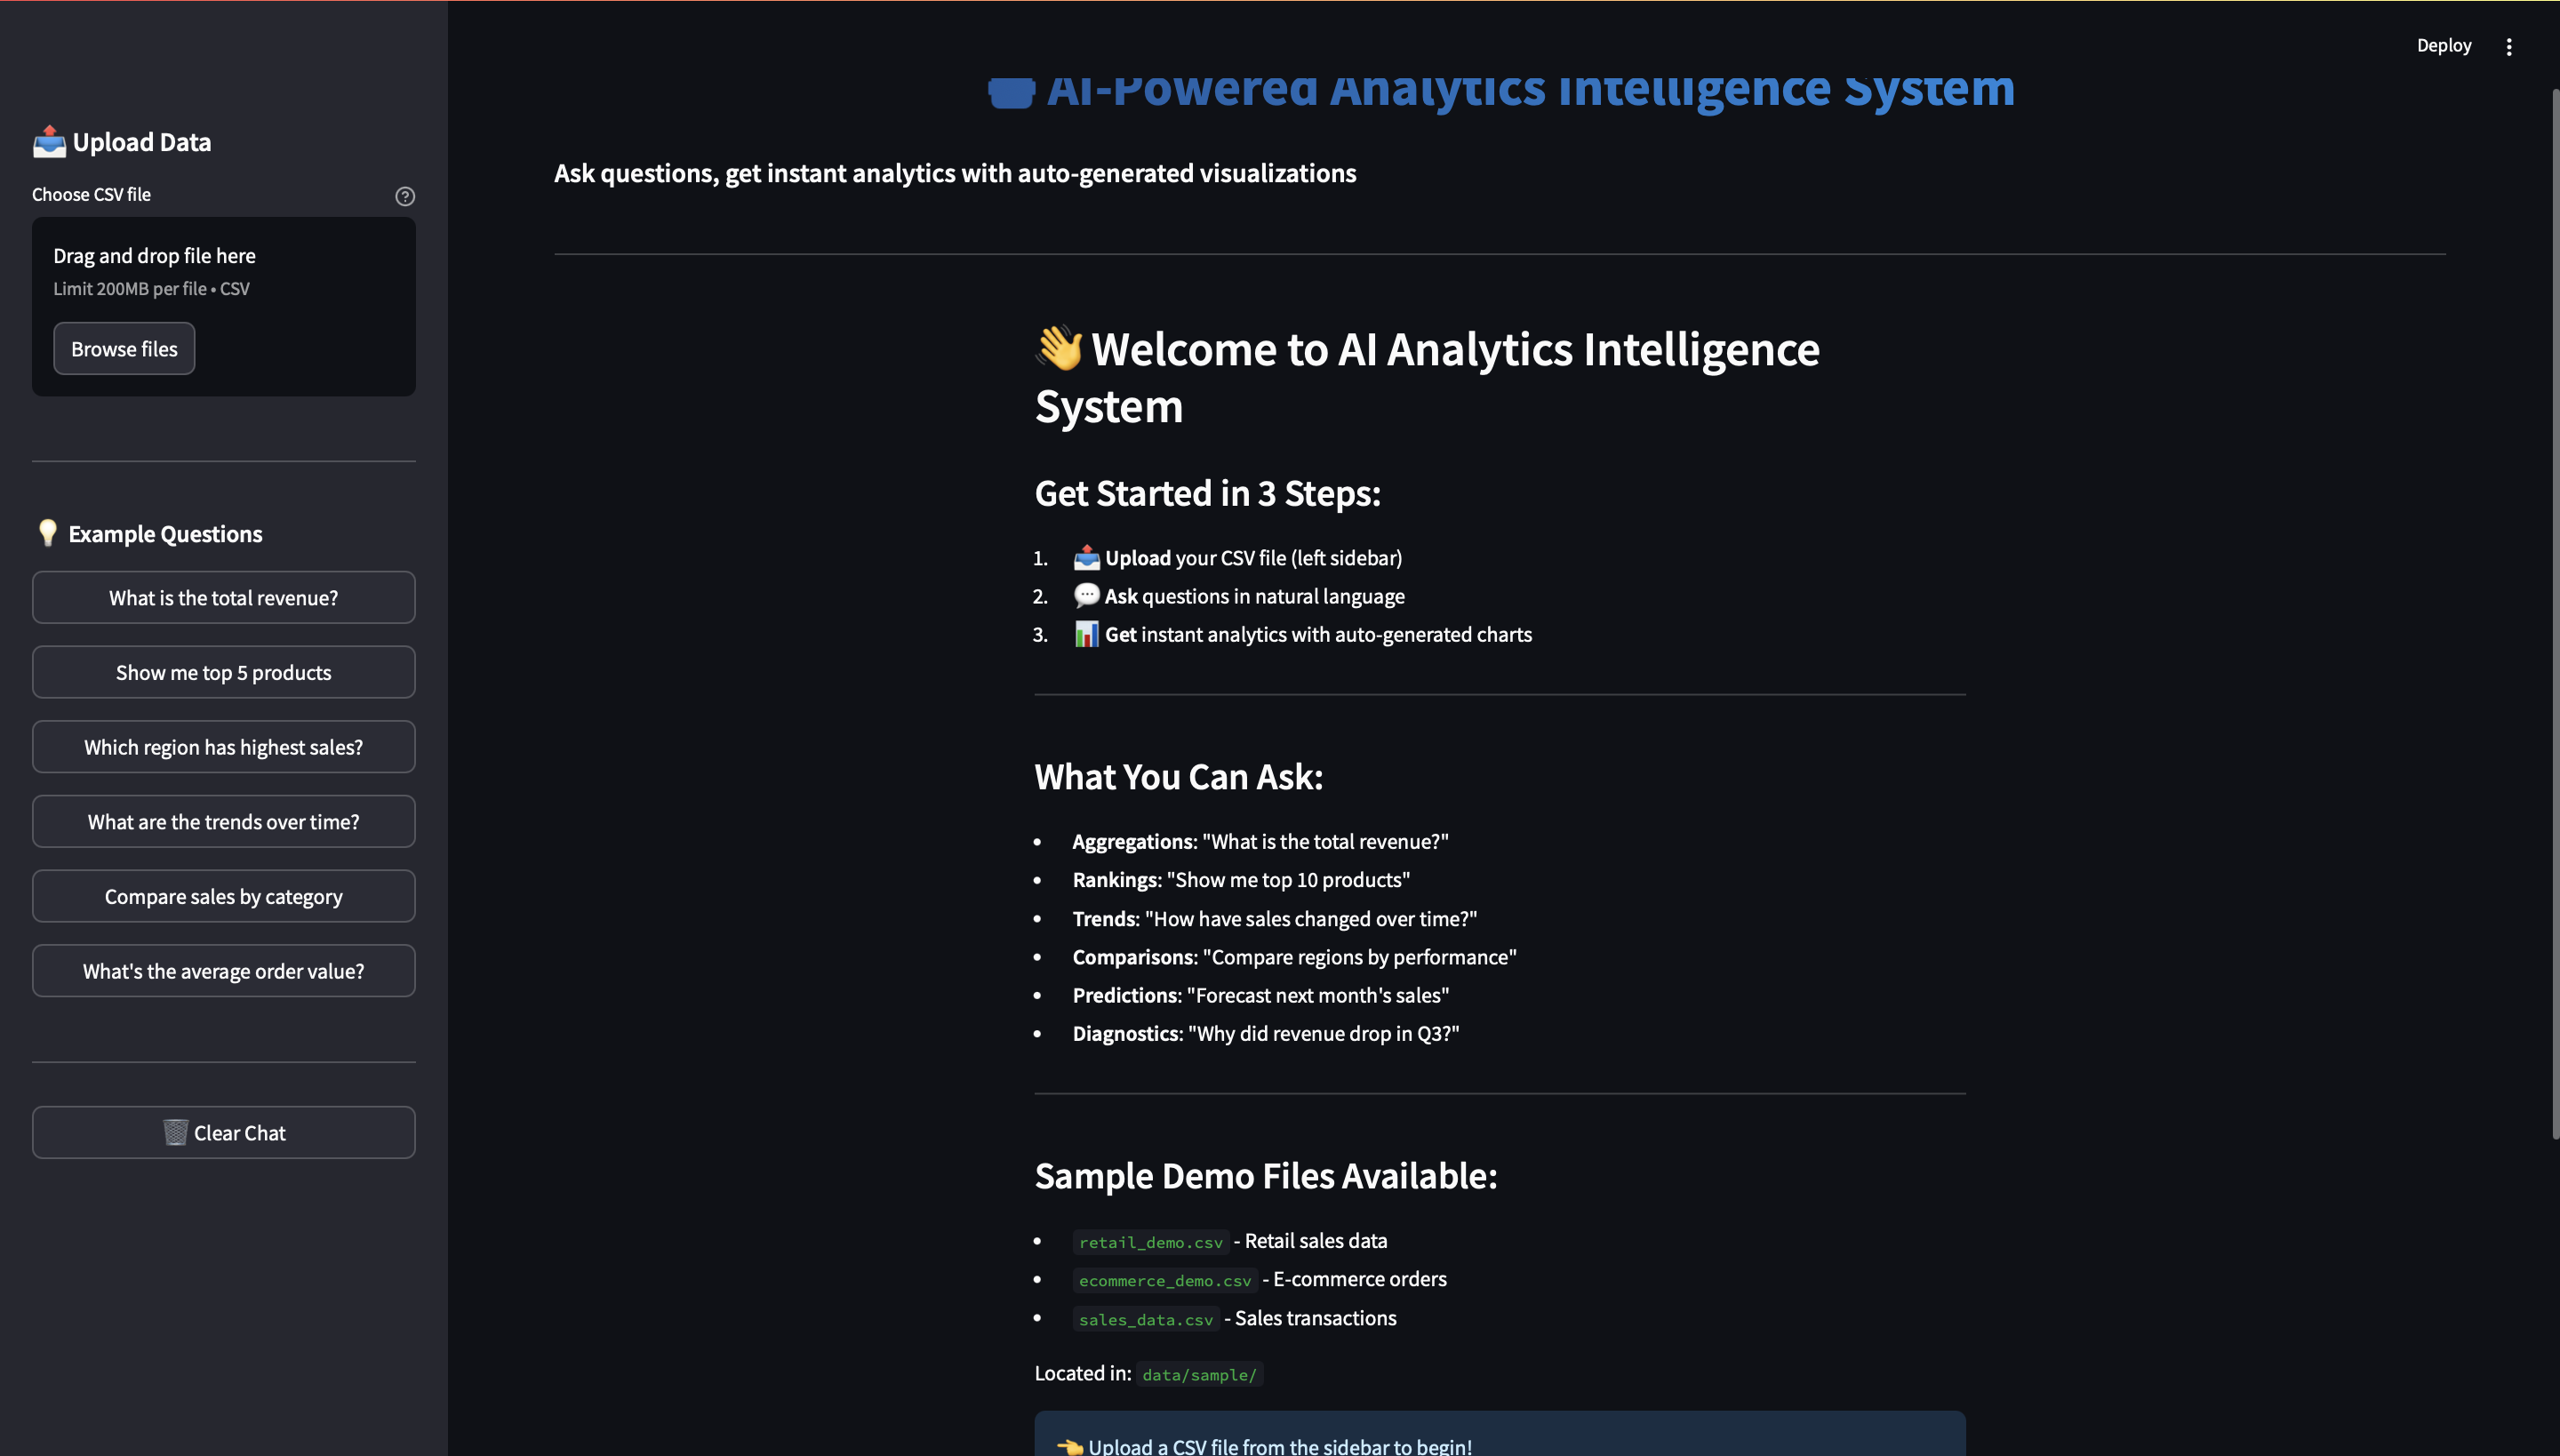 Deploy
AI-Powered Analytics Intelligence System
Upload Data
Choose CSV file
Drag and drop file here
Limit 200MB per file • CSV
Browse files
Example Questions
What is the total revenue?
Show me top 5 products
Which region has highest sales?
What are the trends over time?
Compare sales by category
What's the average order value?
Clear Chat
Ask questions, get instant analytics with auto-generated visualizations
Welcome to AI Analytics Intelligence
System
Get Started in 3 Steps:
1. Upload your CSV file (left sidebar)
2. Ask questions in natural language
3. Get instant analytics with auto-generated charts
What You Can Ask:
• Aggregations: "What is the total revenue?"
• Rankings: "Show me top 10 products"
• Trends: "How have sales changed over time?"
• Comparisons: "Compare regions by performance"
• Predictions: "Forecast next month's sales"
• Diagnostics: "Why did revenue drop in Q3?"
Sample Demo Files Available:
• retail_demo.csv - Retail sales data
• ecommerce_demo.csv - E-commerce orders
• sales_data.csv - Sales transactions
Located in: data/sample/
Upload a CSV file from the sidebar to begin!